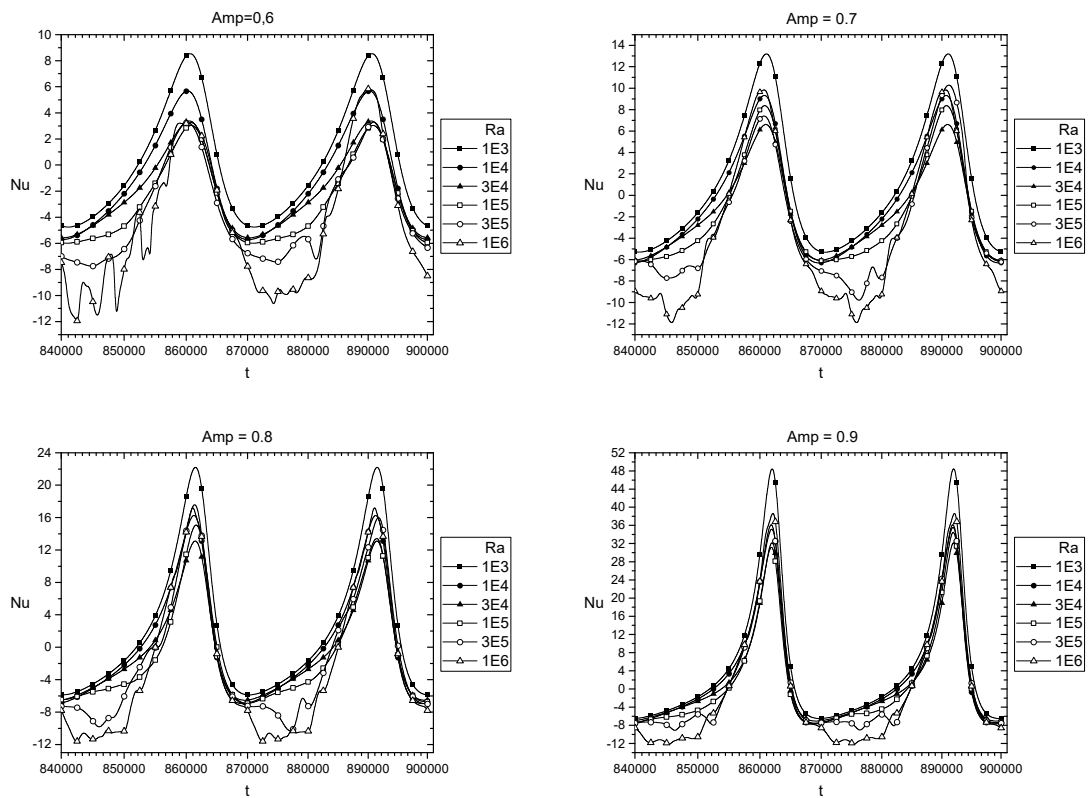 Amp=0,6
10
8
6
4
2
0
-2
-4
-6
-8
-10
-12
Nu
840000 850000 860000 870000 880000 890000 900000
t
Ra
1E3
1E4
3E4
1E5
3E5
1E6
Amp = 0.7
14
12
10
8
6
4
2
0
-2
-4
-6
-8
-10
-12
Nu
840000 850000 860000 870000 880000 890000 900000
t
Ra
1E3
1E4
3E4
1E5
3E5
1E6
Amp = 0.8
24
20
16
12
8
4
0
-4
-8
-12
Nu
840000 850000 860000 870000 880000 890000 900000
t
Ra
1E3
1E4
3E4
1E5
3E5
1E6
Amp = 0.9
52
48
44
40
36
32
28
24
20
16
12
8
4
0
-4
-8
-12
Nu
840000 850000 860000 870000 880000 890000 900000
t
Ra
1E3
1E4
3E4
1E5
3E5
1E6